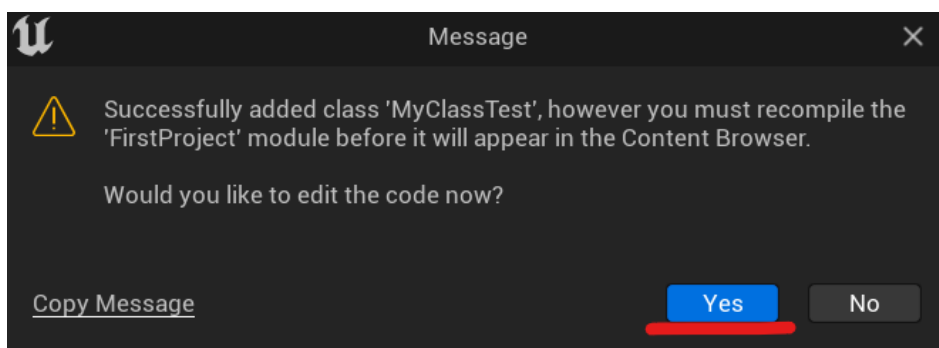 Message
Successfully added class 'MyClassTest', however you must recompile the
'FirstProject' module before it will appear in the Content Browser.
Would you like to edit the code now?
Copy Message
Yes
No